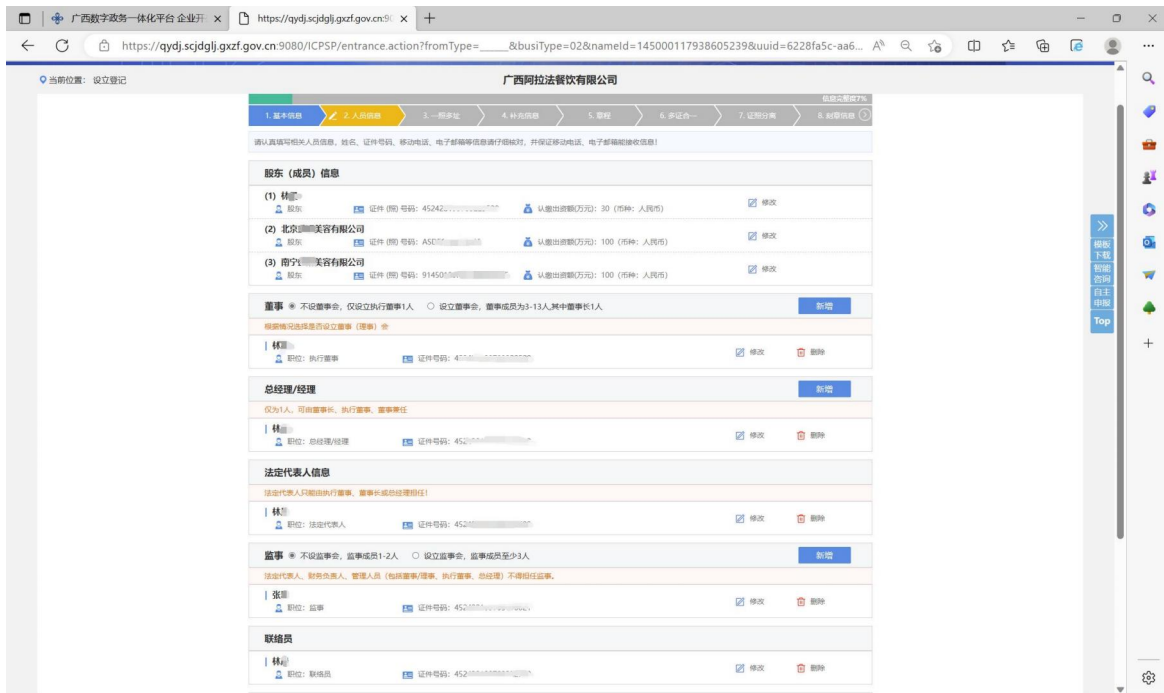 广西数字政务一体化平台 企业开
https://qydj.scjdglj.gxzf.gov.cn:90
https://qydj.scjdglj.gxzf.gov.cn:9080/ICPSP/entrance.action?fromType=_____&busiType=02&nameId=145000117938605239&uuid=6228fa5c-aa6...
当前位置： 设立登记
广西阿拉法餐饮有限公司
信息完整度7%
1. 基本信息 2. 人员信息 3. 一照多址 4. 补充信息 5. 章程 6. 多证合一 7. 证照分离 8. 刻章信息
请认真填写相关人员信息，姓名、证件号码、移动电话、电子邮箱等信息请仔细核对，并保证移动电话、电子邮箱能接收信息！
股东（成员）信息
(1) 林
股东 证件 (照) 号码：45242 认缴出资额(万元)：30 (币种：人民币) 修改
(2) 北京 美容有限公司
股东 证件 (照) 号码：ASD 认缴出资额(万元)：100 (币种：人民币) 修改
(3) 南宁 美容有限公司
股东 证件 (照) 号码：91450 认缴出资额(万元)：100 (币种：人民币) 修改
董事 不设董事会，仅设立执行董事1人 设立董事会，董事成员为3-13人,其中董事长1人 新增
根据情况选择是否设立董事（理事）会
林
职位：执行董事 证件号码：4 修改 删除
总经理/经理 新增
仅为1人，可由董事长、执行董事、董事兼任
林
职位：总经理/经理 证件号码：452 修改 删除
法定代表人信息
法定代表人只能由执行董事、董事长或总经理担任！
林
职位：法定代表人 证件号码：452 修改 删除
监事 不设监事会，监事成员1-2人 设立监事会，监事成员至少3人 新增
法定代表人、财务负责人、管理人员（包括董事/理事、执行董事、总经理）不得担任监事。
张
职位：监事 证件号码：452 修改 删除
联络员
林
职位：联络员 证件号码：452 修改 删除
模板
下载
智能
咨询
自主
申报
Top